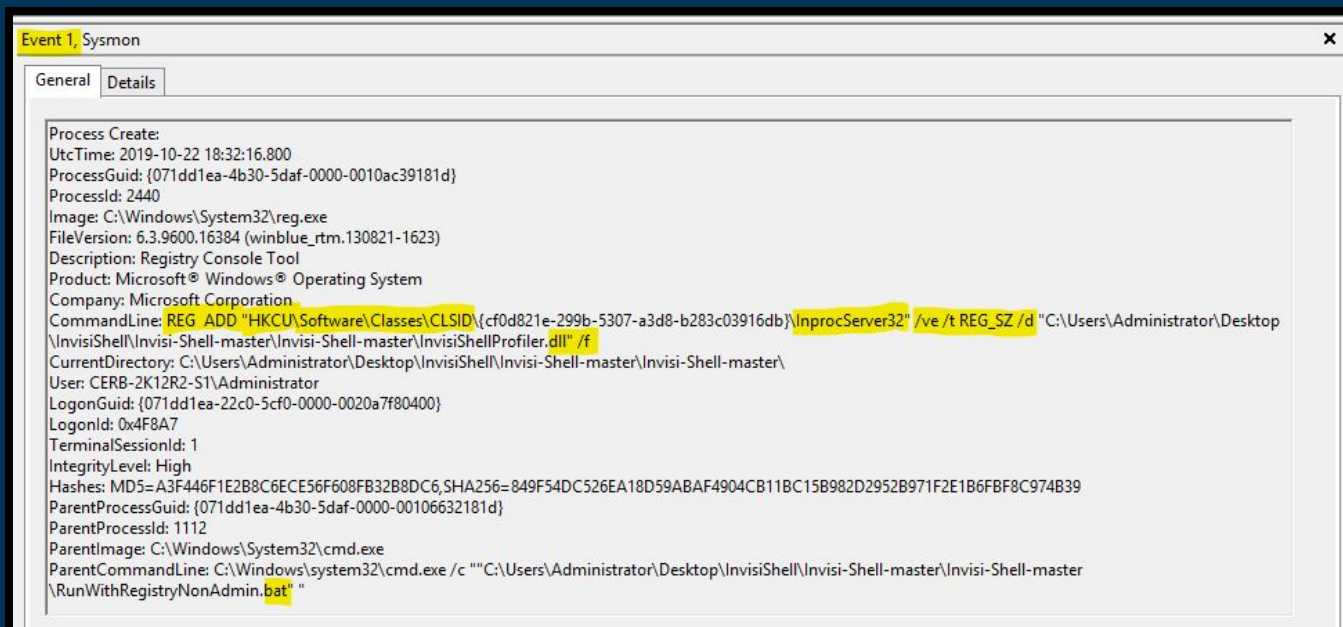 Event 1, Sysmon
General Details
Process Create:
UtcTime: 2019-10-22 18:32:16.800
ProcessGuid: {071dd1ea-4b30-5daf-0000-0010ac39181d}
ProcessId: 2440
Image: C:\Windows\System32\reg.exe
FileVersion: 6.3.9600.16384 (winblue_rtm.130821-1623)
Description: Registry Console Tool
Product: Microsoft® Windows® Operating System
Company: Microsoft Corporation
CommandLine: REG ADD "HKCU\Software\Classes\CLSID\{cf0d821e-299b-5307-a3d8-b283c03916db}\InprocServer32" /ve /t REG_SZ /d "C:\Users\Administrator\Desktop
\InvisiShell\Invisi-Shell-master\Invisi-Shell-master\InvisiShellProfiler.dll" /f
CurrentDirectory: C:\Users\Administrator\Desktop\InvisiShell\Invisi-Shell-master\Invisi-Shell-master\
User: CERB-2K12R2-S1\Administrator
LogonGuid: {071dd1ea-22c0-5cf0-0000-0020a7f80400}
LogonId: 0x4F8A7
TerminalSessionId: 1
IntegrityLevel: High
Hashes: MD5=A3F446F1E2B8C6ECE56F608FB32B8DC6,SHA256=849F54DC526EA18D59ABAF4904CB11BC15B982D2952B971F2E1B6FBF8C974B39
ParentProcessGuid: {071dd1ea-4b30-5daf-0000-00106632181d}
ParentProcessId: 1112
ParentImage: C:\Windows\System32\cmd.exe
ParentCommandLine: C:\Windows\system32\cmd.exe /c ""C:\Users\Administrator\Desktop\InvisiShell\Invisi-Shell-master\Invisi-Shell-master
\RunWithRegistryNonAdmin.bat" "